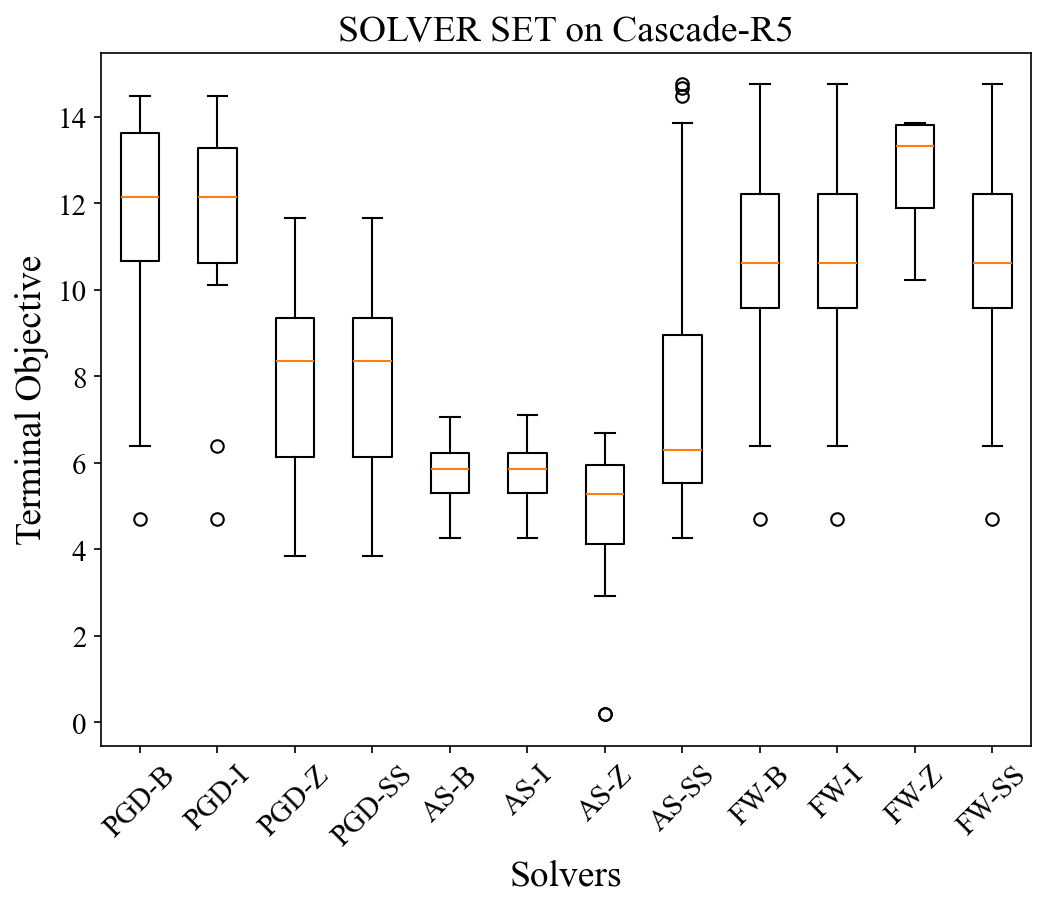 SOLVER SET on Cascade-R5
Terminal Objective
14
12
10
8
6
4
2
0
PGD-B
PGD-I
PGD-Z
PGD-SS
AS-B
AS-I
AS-Z
AS-SS
FW-B
FW-I
FW-Z
FW-SS
Solvers